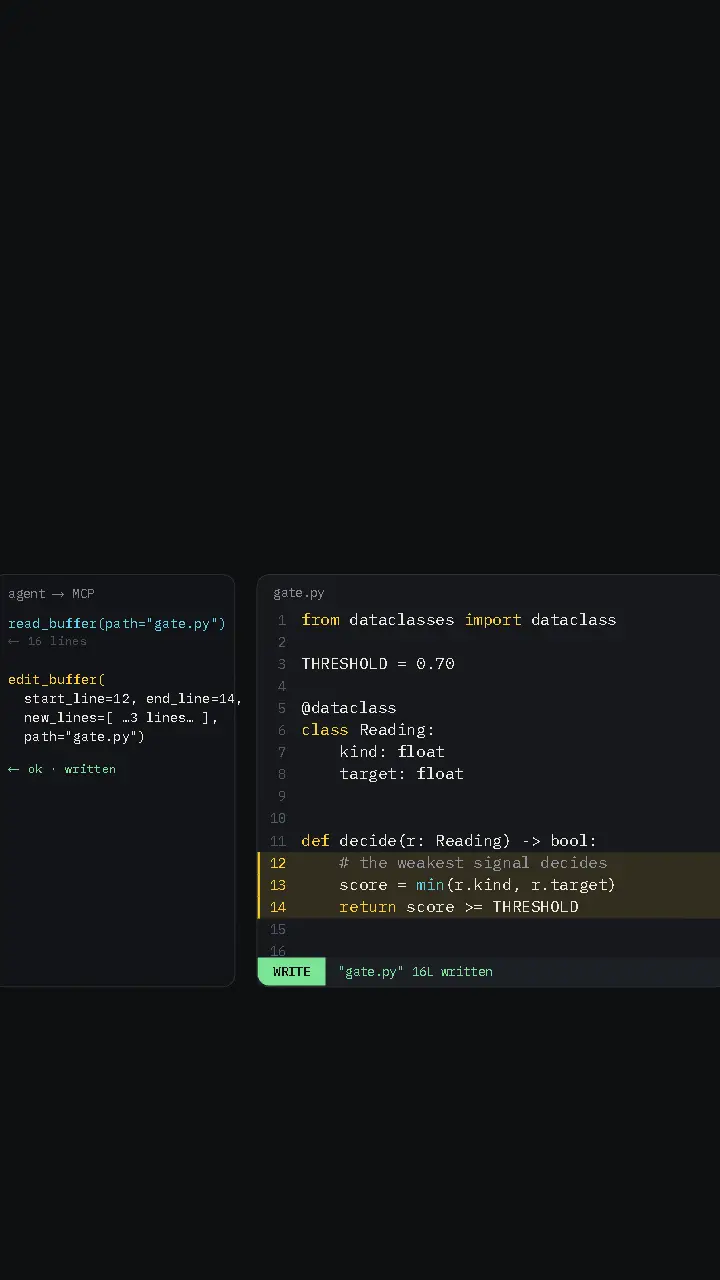 agent → MCP
read_buffer(path="gate.py")
← 16 lines
edit_buffer(
start_line=12, end_line=14,
new_lines=[ …3 lines… ],
path="gate.py")
← ok · written
gate.py
1 from dataclasses import dataclass
2
3 THRESHOLD = 0.70
4
5 @dataclass
6 class Reading:
7     kind: float
8     target: float
9
10
11 def decide(r: Reading) -> bool:
12     # the weakest signal decides
13     score = min(r.kind, r.target)
14     return score >= THRESHOLD
15
16
WRITE "gate.py" 16L written